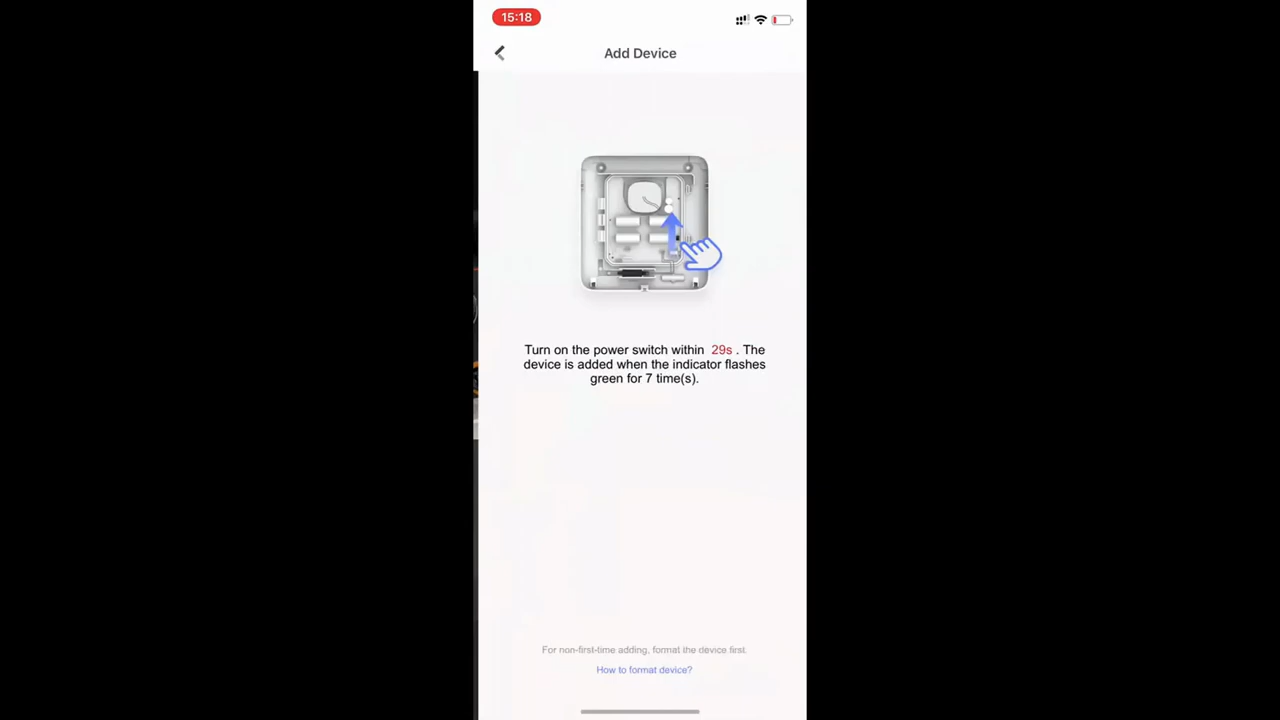 15:18
Add Device
Turn on the power switch within 29s . The
device is added when the indicator flashes
green for 7 time(s).
For non-first-time adding, format the device first.
How to format device?